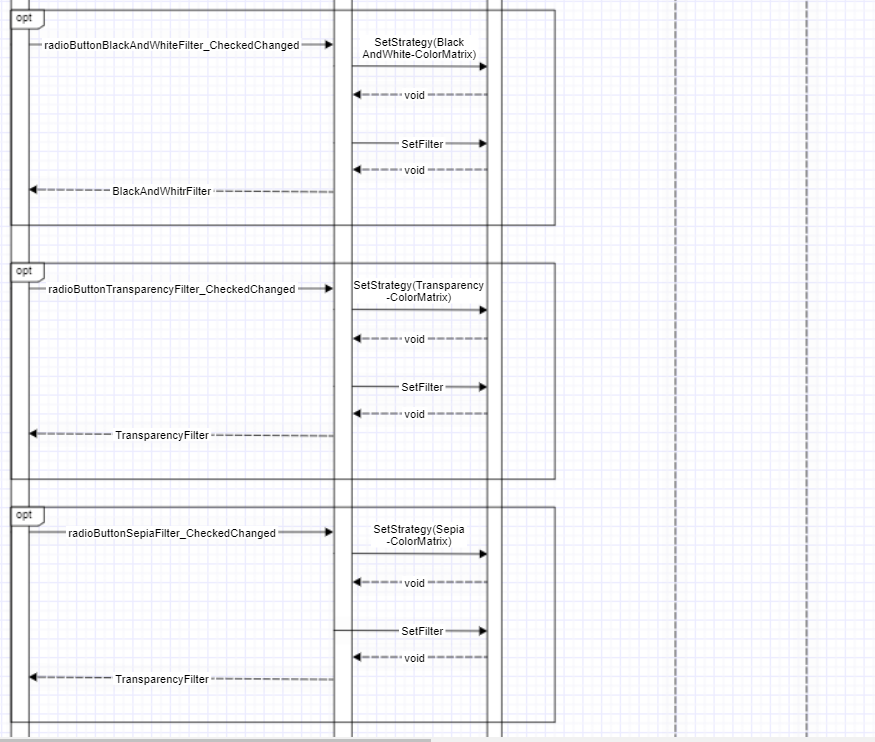 opt
radioButtonBlackAndWhiteFilter_CheckedChanged
SetStrategy(Black
AndWhite-ColorMatrix)
void
SetFilter
void
BlackAndWhitrFilter
opt
radioButtonTransparencyFilter_CheckedChanged
SetStrategy(Transparency
-ColorMatrix)
void
SetFilter
void
TransparencyFilter
opt
radioButtonSepiaFilter_CheckedChanged
SetStrategy(Sepia
-ColorMatrix)
void
SetFilter
void
TransparencyFilter